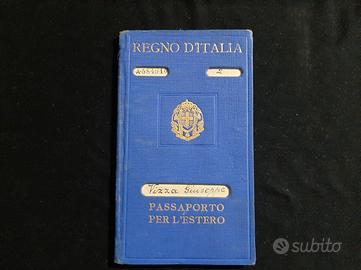 REGNO D'ITALIA
2
Vizza Giuseppe
PASSAPORTO
PER L'ESTERO
subito